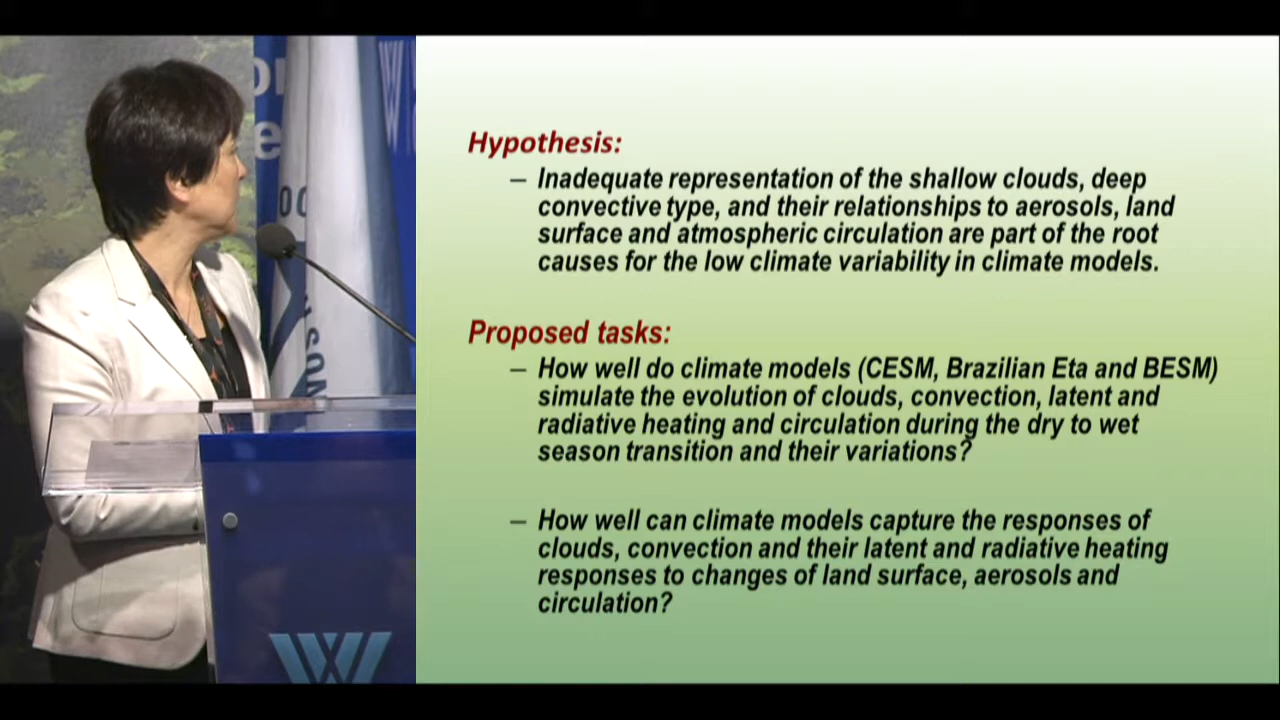 Hypothesis:
– Inadequate representation of the shallow clouds, deep
convective type, and their relationships to aerosols, land
surface and atmospheric circulation are part of the root
causes for the low climate variability in climate models.
Proposed tasks:
– How well do climate models (CESM, Brazilian Eta and BESM)
simulate the evolution of clouds, convection, latent and
radiative heating and circulation during the dry to wet
season transition and their variations?
– How well can climate models capture the responses of
clouds, convection and their latent and radiative heating
responses to changes of land surface, aerosols and
circulation?